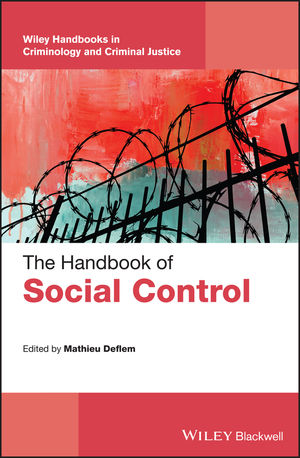 Wiley Handbooks in
Criminology and Criminal Justice
The Handbook of
Social Control
Edited by Mathieu Deflem
WILEY Blackwell